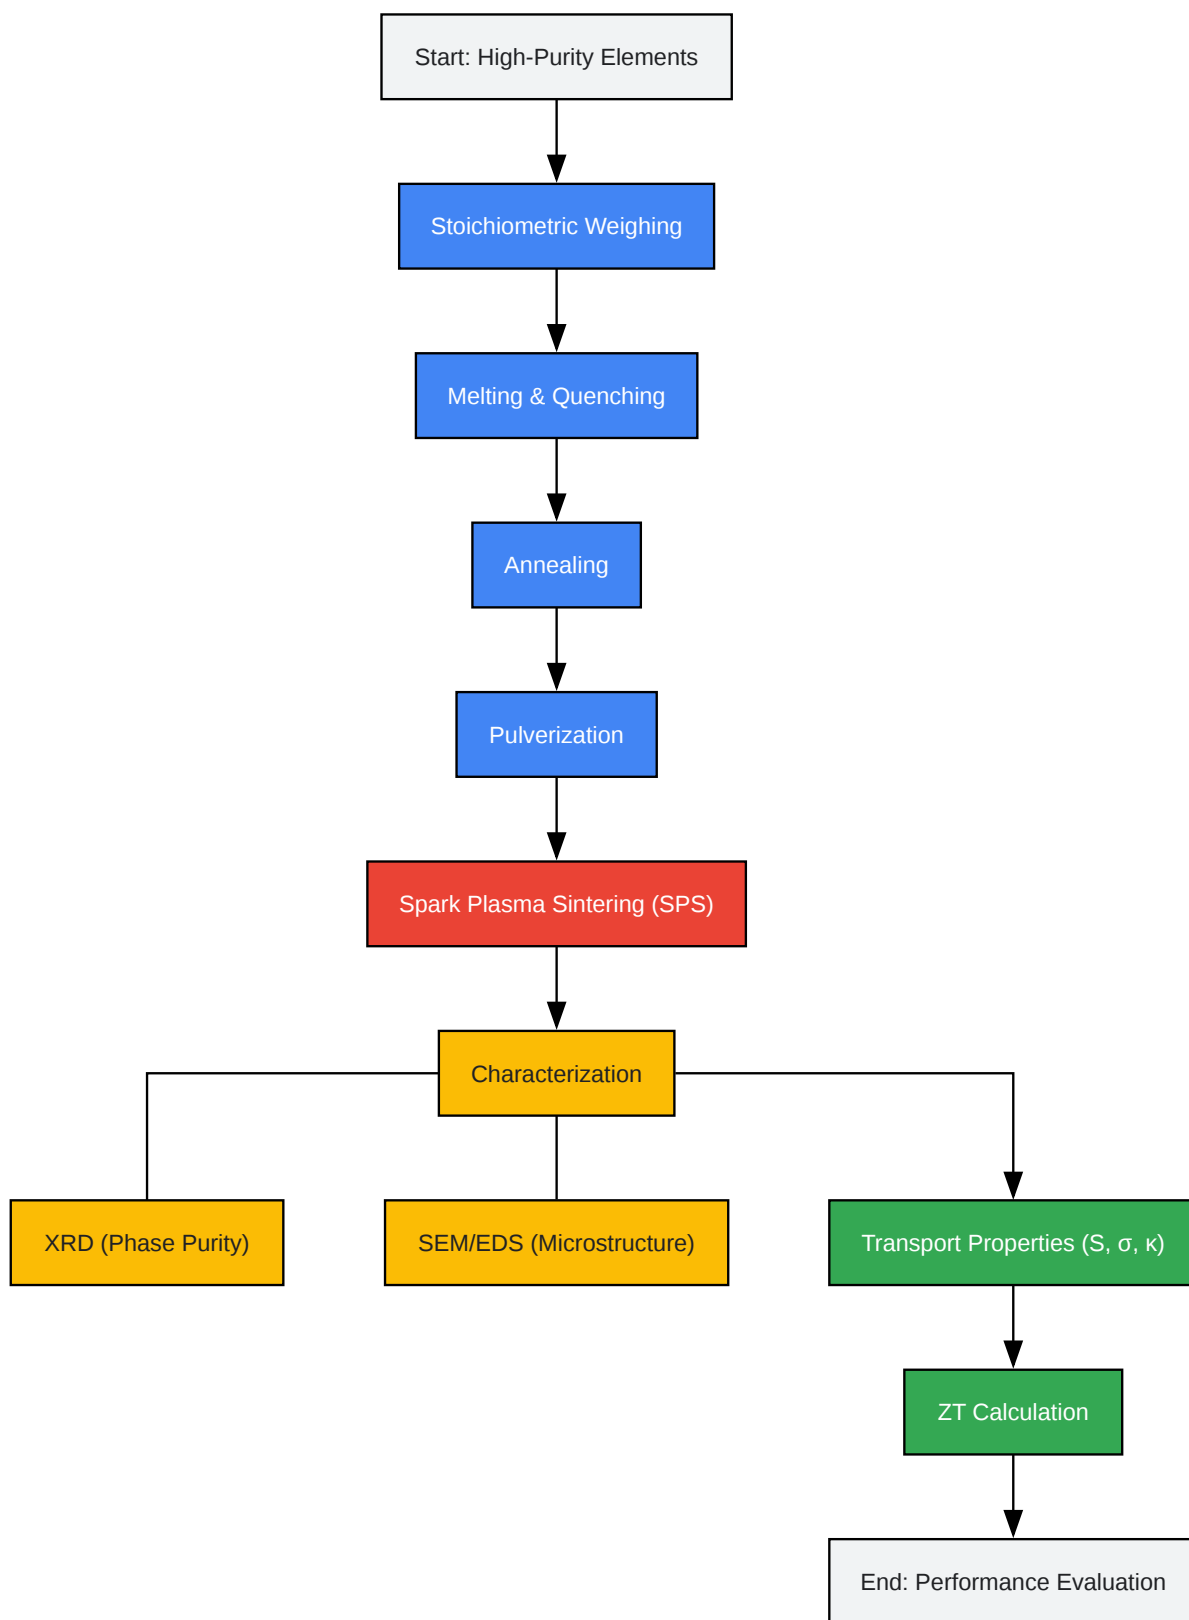 Start: High-Purity Elements
Stoichiometric Weighing
Melting & Quenching
Annealing
Pulverization
Spark Plasma Sintering (SPS)
Characterization
XRD (Phase Purity)
SEM/EDS (Microstructure)
Transport Properties (S, σ, κ)
ZT Calculation
End: Performance Evaluation